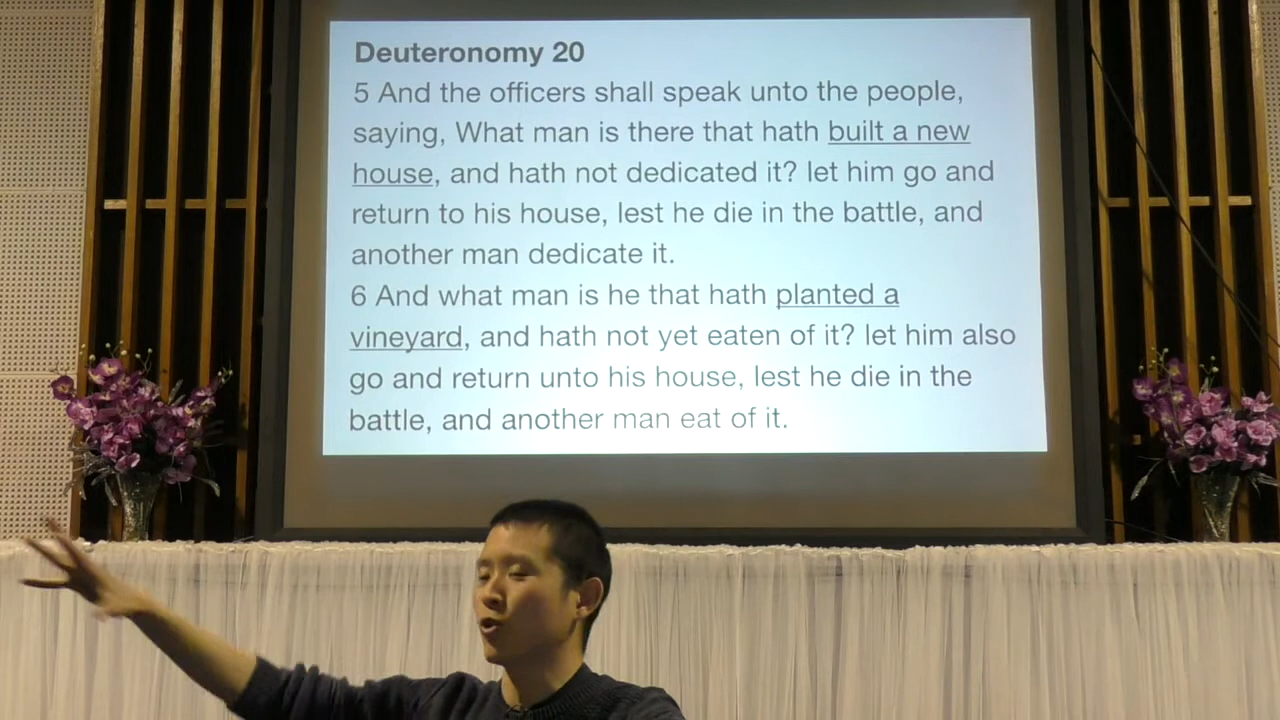 Deuteronomy 20
5 And the officers shall speak unto the people,
saying, What man is there that hath built a new
house, and hath not dedicated it? let him go and
return to his house, lest he die in the battle, and
another man dedicate it.
6 And what man is he that hath planted a
vineyard, and hath not yet eaten of it? let him also
go and return unto his house, lest he die in the
battle, and another man eat of it.